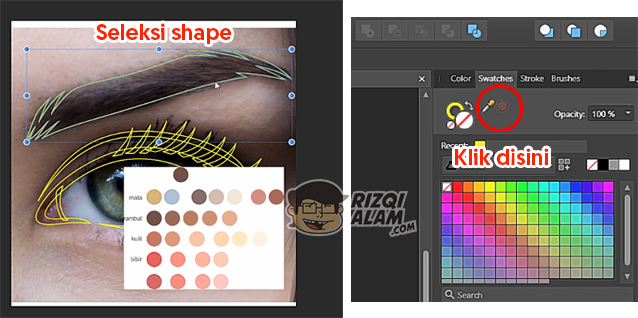 Seleksi shape
mata
rambut
kulit
bibir
RIZQI
ALAM
.COM
Color
Swatches
Stroke
Brushes
Opacity: 100 %
Recent:
Klik disini
Search